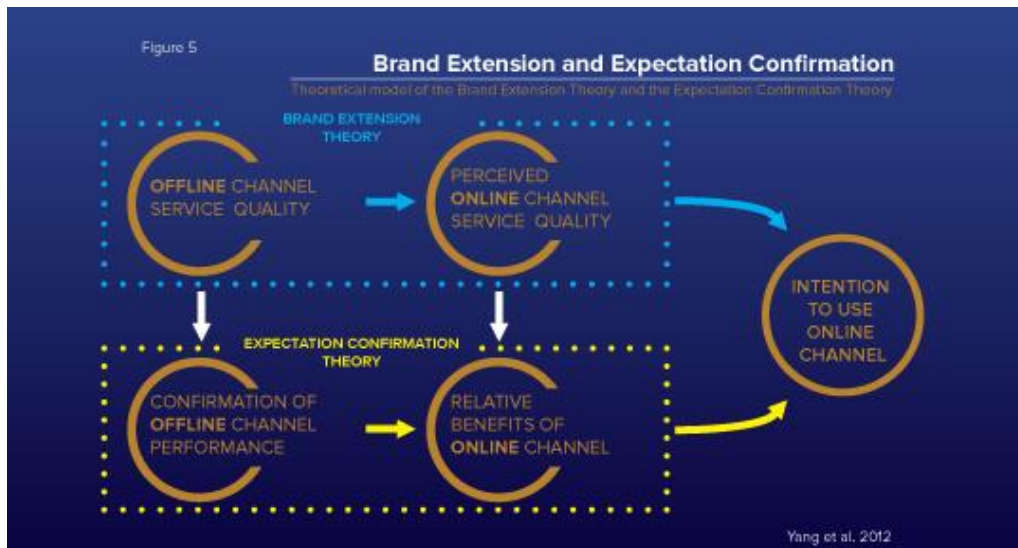 Figure 5
Brand Extension and Expectation Confirmation
Theoretical model of the Brand Extension Theory and the Expectation Confirmation Theory
BRAND EXTENSION
THEORY
OFFLINE CHANNEL
SERVICE QUALITY
PERCEIVED
ONLINE CHANNEL
SERVICE QUALITY
INTENTION
TO USE
ONLINE
CHANNEL
EXPECTATION CONFIRMATION
THEORY
CONFIRMATION OF
OFFLINE CHANNEL
PERFORMANCE
RELATIVE
BENEFITS OF
ONLINE CHANNEL
Yang et al. 2012